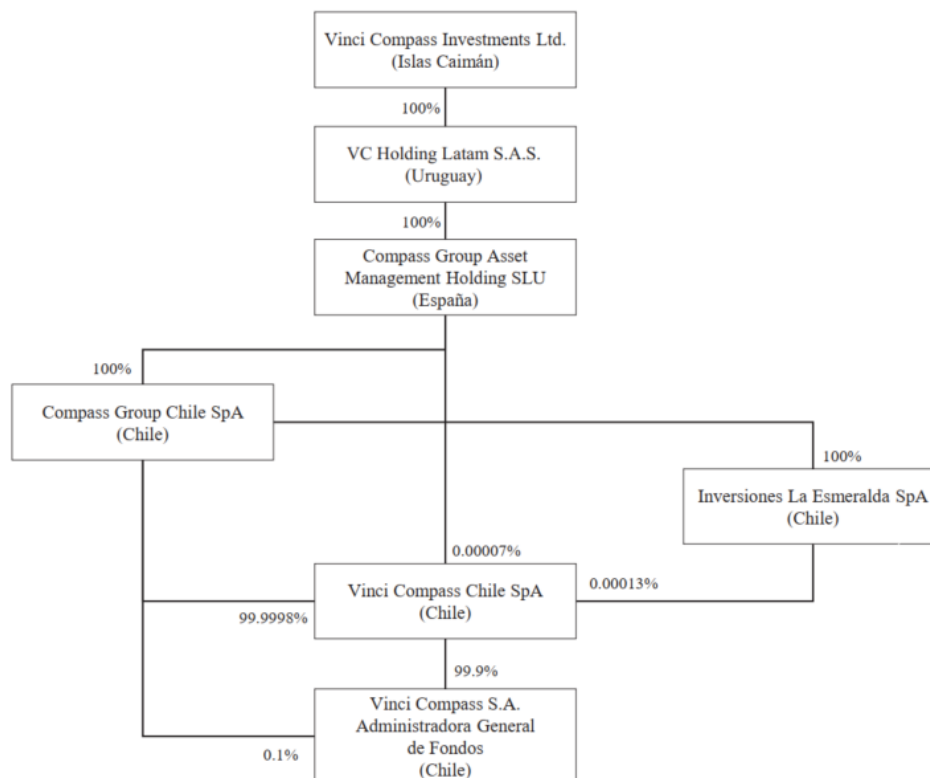 Vinci Compass Investments Ltd.
(Islas Caimán)
100%
VC Holding Latam S.A.S.
(Uruguay)
100%
Compass Group Asset
Management Holding SLU
(España)
100%
Compass Group Chile SpA
(Chile)
100%
Inversiones La Esmeralda SpA
(Chile)
0.00007%
Vinci Compass Chile SpA
(Chile)
0.00013%
99.9998%
99.9%
Vinci Compass S.A.
Administradora General
de Fondos
(Chile)
0.1%